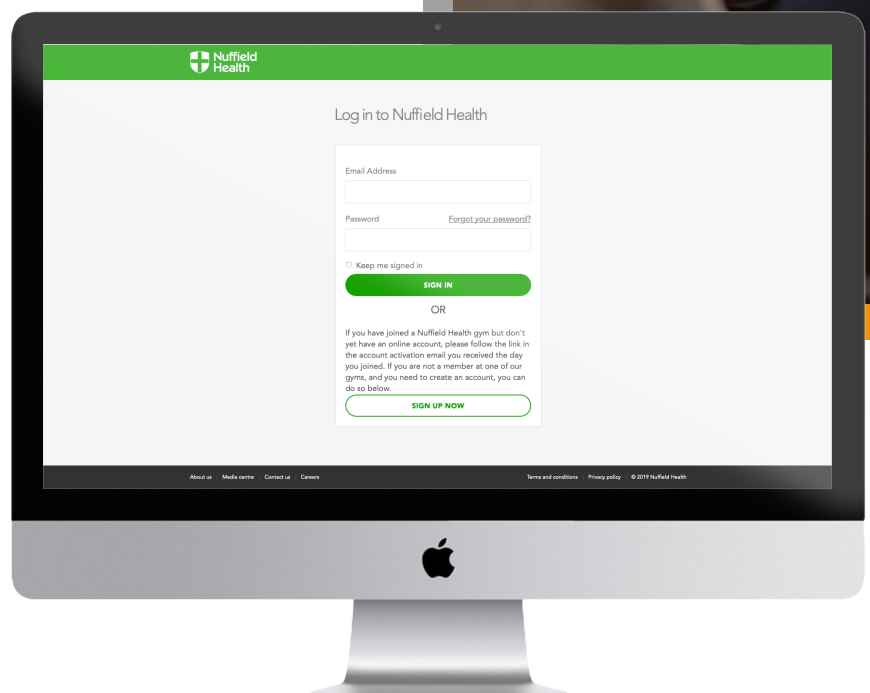 Nuffield
Health
Log in to Nuffield Health
Email Address
Password Forgot your password?
Keep me signed in
SIGN IN
OR
If you have joined a Nuffield Health gym but don't
yet have an online account, please follow the link in
the account activation email you received the day
you joined. If you are not a member at one of our
gyms, and you need to create an account, you can
do so below.
SIGN UP NOW
About us | Media centre | Contact us | Careers Terms and conditions | Privacy policy | © 2019 Nuffield Health